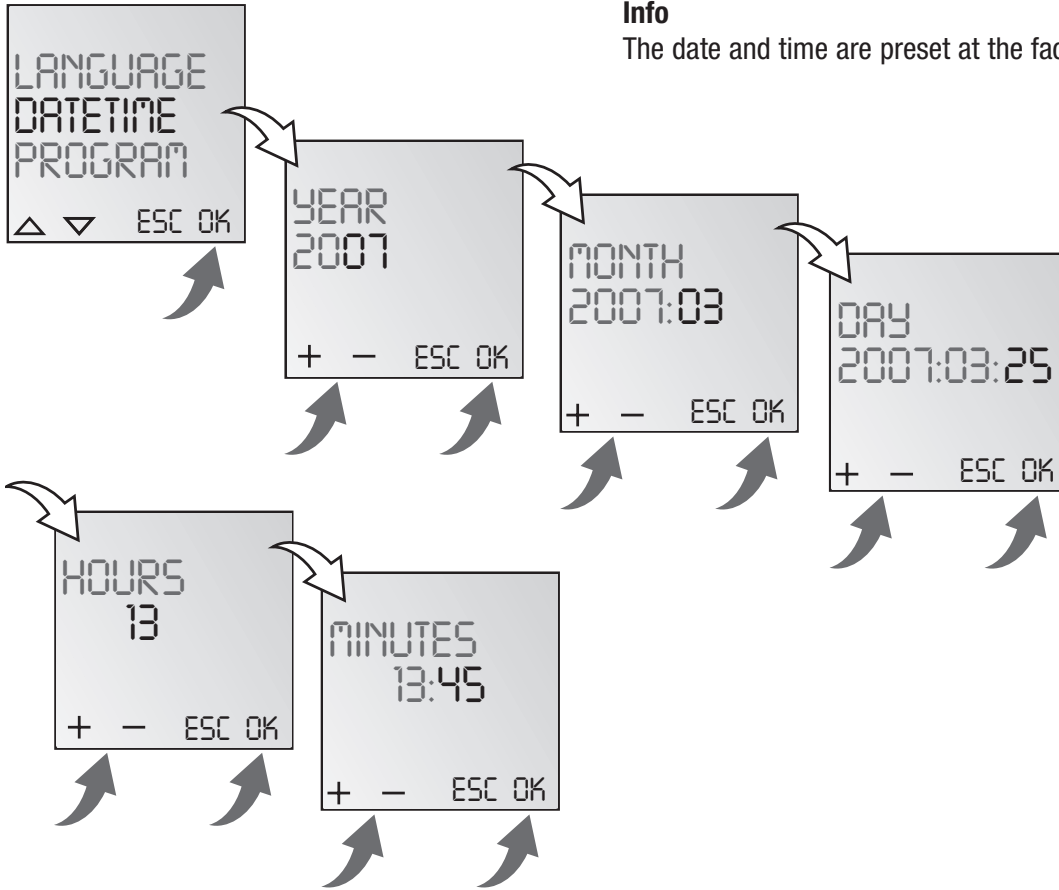 Info
The date and time are preset at the fac
LANGUAGE
DATETIME
PROGRAM
ESC OK
YEAR
2007
+ − ESC OK
MONTH
2007:03
+ − ESC OK
DAY
2007:03:25
+ − ESC OK
HOURS
13
+ − ESC OK
MINUTES
13:45
+ − ESC OK